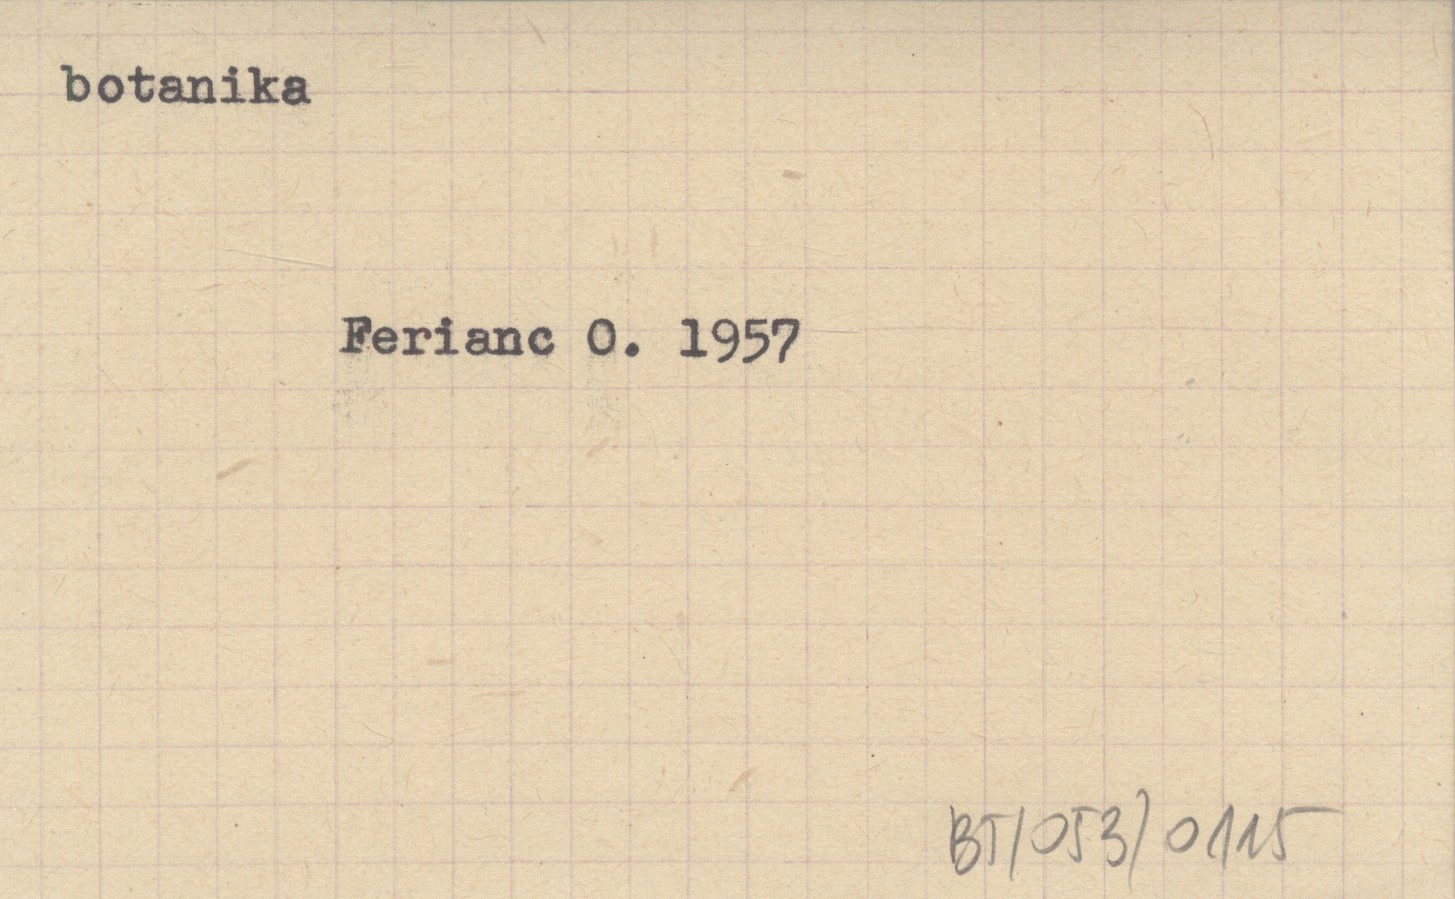 botanika
Ferianc O. 1957
BT/053/0115